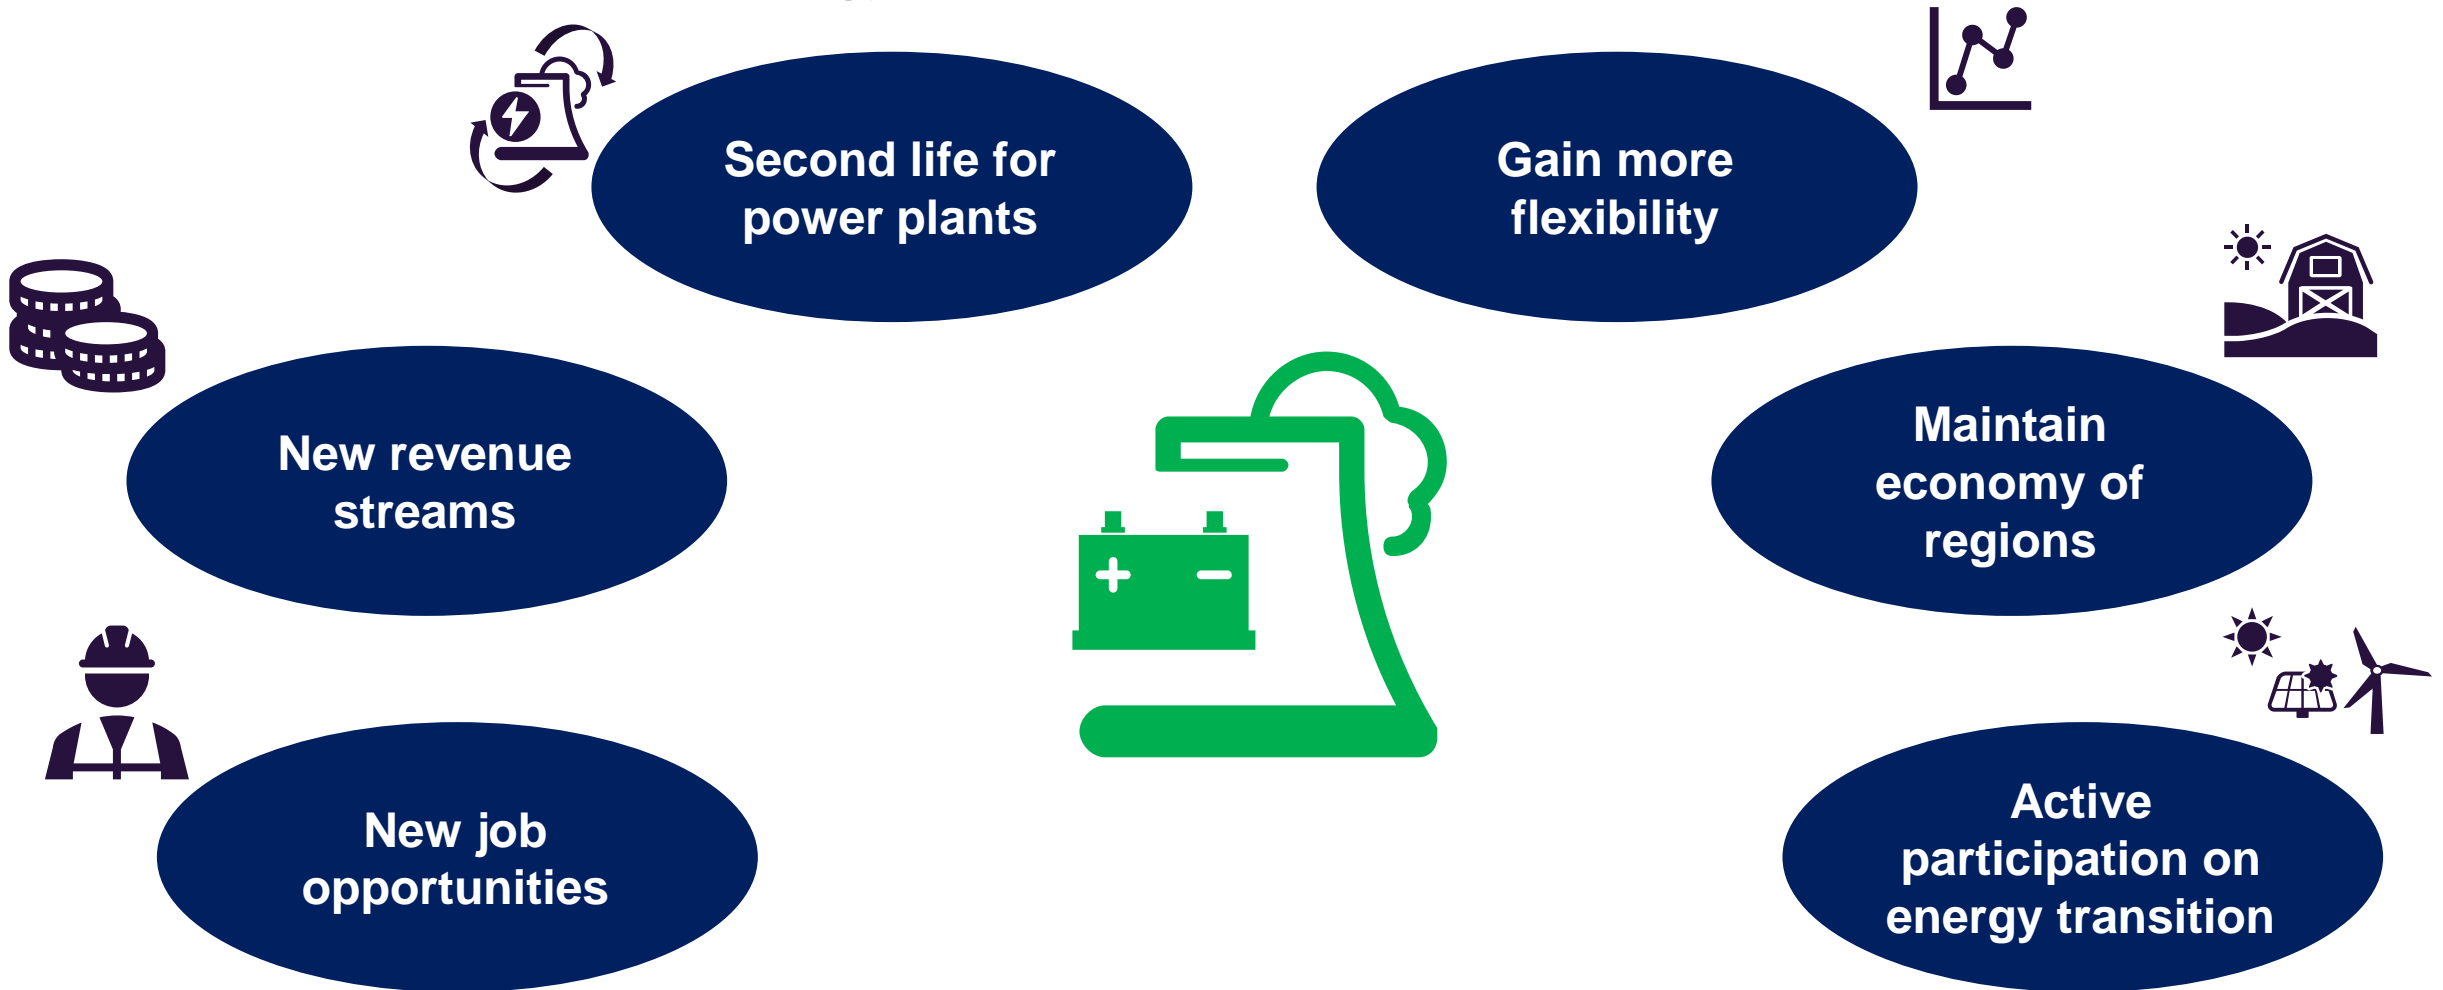 Second life for
power plants
Gain more
flexibility
New revenue
streams
Maintain
economy of
regions
New job
opportunities
Active
participation on
energy transition